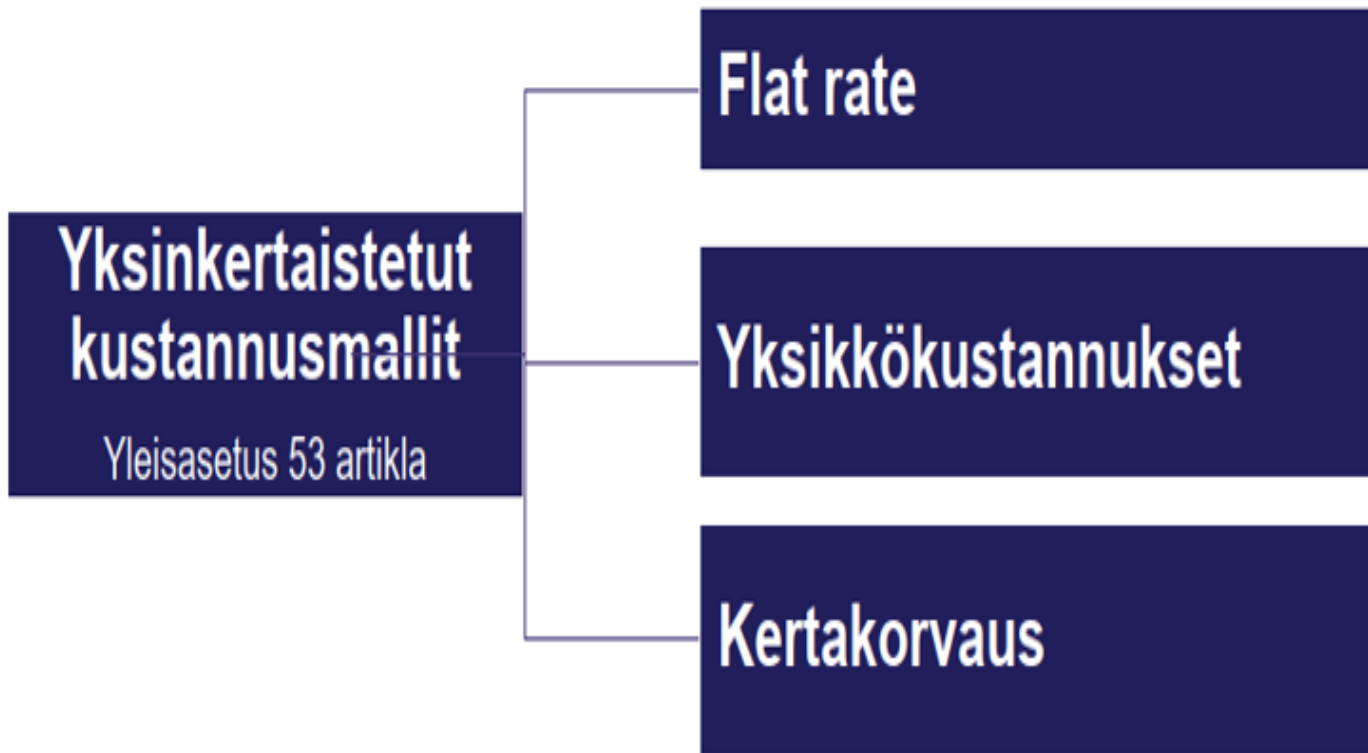 Yksinkertaistetut
kustannusmallit
Yleisasetus 53 artikla
Flat rate
Yksikkökustannukset
Kertakorvaus